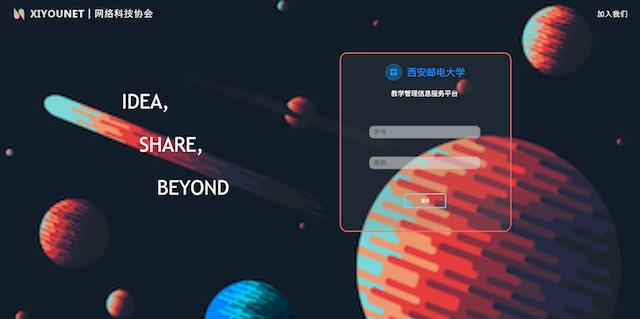 XIYOUNET | 网络科技协会
加入我们
西安邮电大学
教学管理信息服务平台
IDEA,
学号
SHARE,
密码
BEYOND
登录